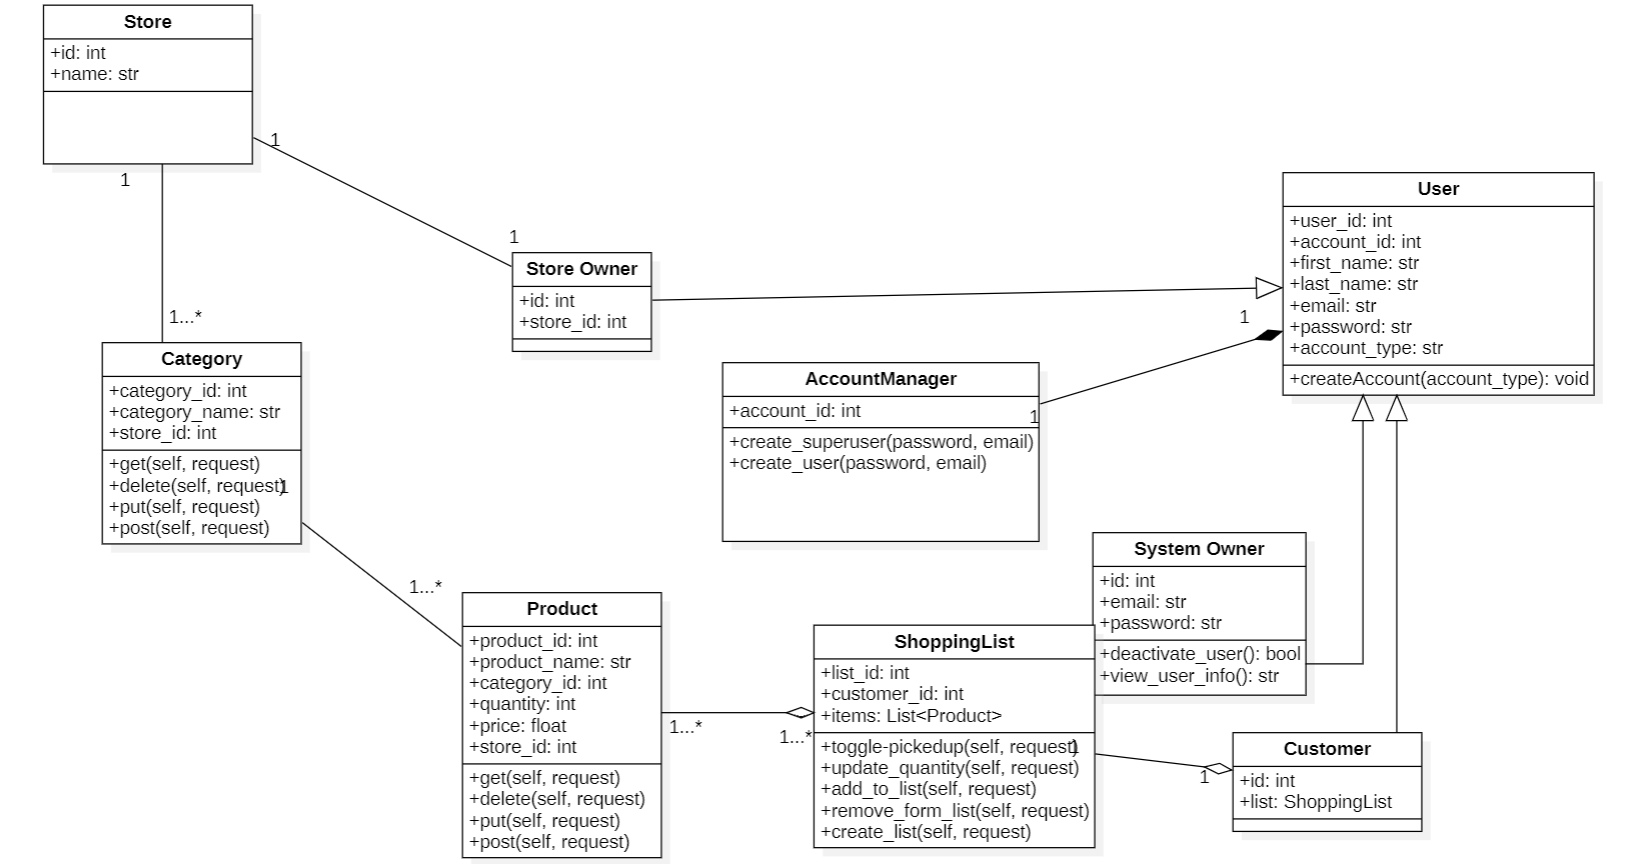 Store
+id: int
+name: str
1
1
1
1...*
Store Owner
+id: int
+store_id: int
User
+user_id: int
+account_id: int
+first_name: str
+last_name: str
+email: str
+password: str
+account_type: str
+createAccount(account_type): void
1
AccountManager
+account_id: int
1
+create_superuser(password, email)
+create_user(password, email)
Category
+category_id: int
+category_name: str
+store_id: int
+get(self, request)
+delete(self, request)
1
+put(self, request)
+post(self, request)
1...*
Product
+product_id: int
+product_name: str
+category_id: int
+quantity: int
+price: float
+store_id: int
+get(self, request)
+delete(self, request)
+put(self, request)
+post(self, request)
1...*
1...*
System Owner
+id: int
+email: str
+password: str
+deactivate_user(): bool
+view_user_info(): str
ShoppingList
+list_id: int
+customer_id: int
+items: List<Product>
+toggle-pickedup(self, request)
1
+update_quantity(self, request)
+add_to_list(self, request)
+remove_form_list(self, request)
+create_list(self, request)
1
Customer
+id: int
+list: ShoppingList